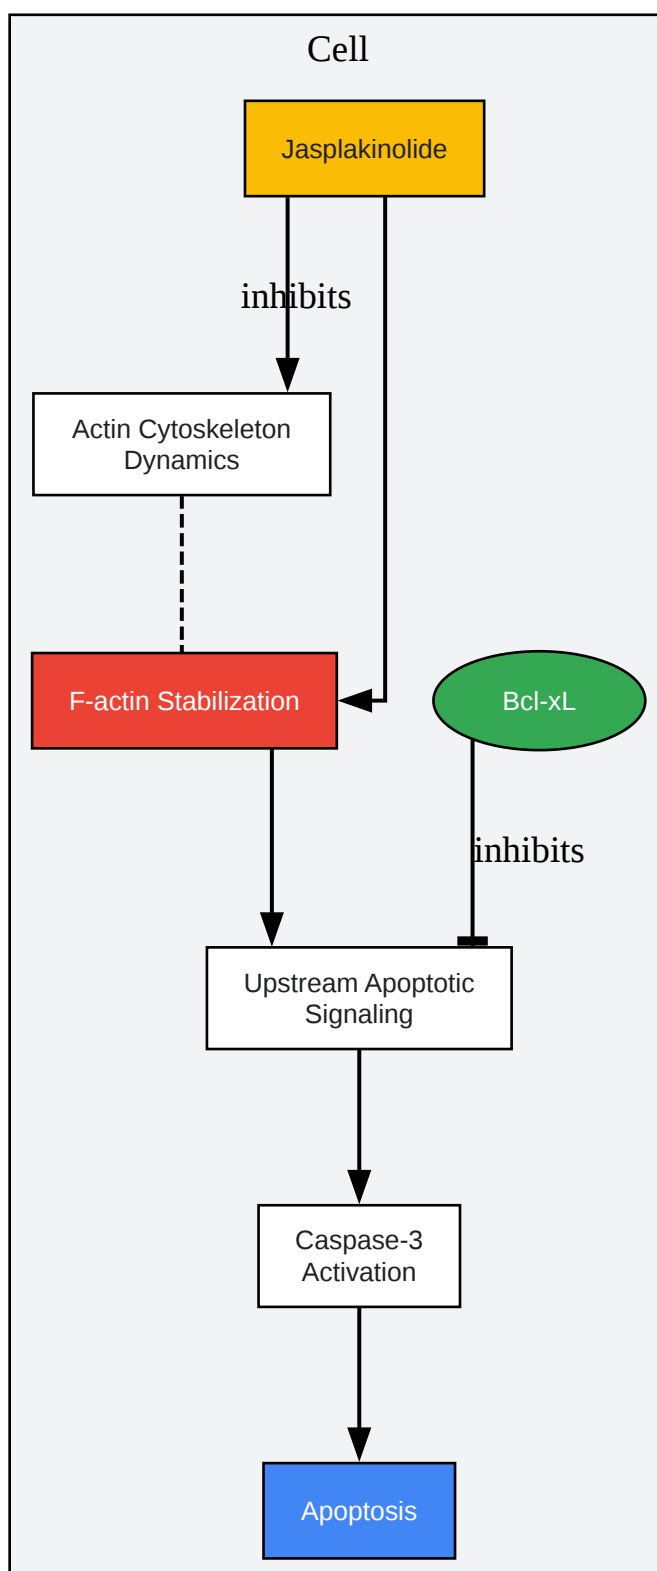 Cell
Jasplakinolide
inhibits
Actin Cytoskeleton
Dynamics
F-actin Stabilization
Bcl-xL
inhibits
Upstream Apoptotic
Signaling
Caspase-3
Activation
Apoptosis